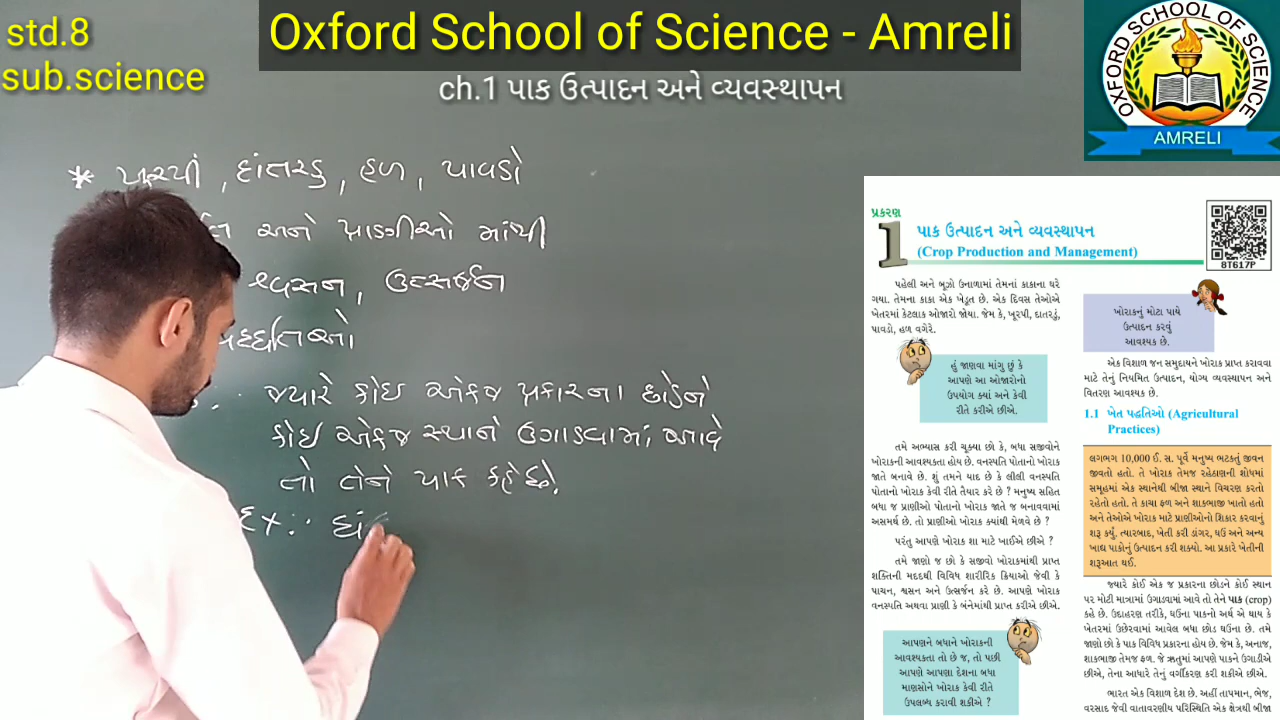 std.8
sub.science
Oxford School of Science - Amreli
ch.1 પાક ઉત્પાદન અને વ્યવસ્થાપન
OXFORD SCHOOL OF SCIENCE
AMRELI
* ખુરપી, દાંતરડુ, હળ, પાવડો
અને પ્રાણીઓ માંથી
શ્વસન, ઉત્સર્જન
પધ્ધતિઓ
જ્યારે કોઇ એકજ પ્રકારના છોડને
કોઇ એકજ સ્થાને ઉગાડવામાં આવે
તો તેને પાક કહે છે.
Ex :.
પ્રકરણ
1
પાક ઉત્પાદન અને વ્યવસ્થાપન
(Crop Production and Management)
8T617P
પહેલી અને બૂઝો ઉનાળામાં તેમનાં કાકાના ઘરે
ગયા. તેમના કાકા એક ખેડૂત છે. એક દિવસ તેઓએ
ખેતરમાં કેટલાક ઓજારો જોયા. જેમ કે, ખૂરપી, દાતરડું,
પાવડો, હળ વગેરે.
હું જાણવા માંગુ છું કે
આપણે આ ઓજારોનો
ઉપયોગ ક્યાં અને કેવી
રીતે કરીએ છીએ.
તમે અભ્યાસ કરી ચૂક્યા છો કે, બધા સજીવોને
ખોરાકની આવશ્યકતા હોય છે. વનસ્પતિ પોતાનો ખોરાક
જાતે બનાવે છે. શું તમને યાદ છે કે લીલી વનસ્પતિ
પોતાનો ખોરાક કેવી રીતે તૈયાર કરે છે ? મનુષ્ય સહિત
બધા જ પ્રાણીઓ પોતાનો ખોરાક જાતે જ બનાવવામાં
અસમર્થ છે. તો પ્રાણીઓ ખોરાક ક્યાંથી મેળવે છે ?
પરંતુ આપણે ખોરાક શા માટે ખાઈએ છીએ ?
તમે જાણો જ છો કે સજીવો ખોરાકમાંથી પ્રાપ્ત
શક્તિની મદદથી વિવિધ શારીરિક ક્રિયાઓ જેવી કે
પાચન, શ્વસન અને ઉત્સર્જન કરે છે. આપણે ખોરાક
વનસ્પતિ અથવા પ્રાણી કે બંનેમાંથી પ્રાપ્ત કરીએ છીએ.
આપણને બધાને ખોરાકની
આવશ્યકતા તો છે જ, તો પછી
આપણે આપણા દેશના બધા
માણસોને ખોરાક કેવી રીતે
ઉપલબ્ધ કરાવી શકીએ ?
ખોરાકનું મોટા પાયે
ઉત્પાદન કરવું
આવશ્યક છે.
એક વિશાળ જન સમુદાયને ખોરાક પ્રાપ્ત કરાવવા
માટે તેનું નિયમિત ઉત્પાદન, યોગ્ય વ્યવસ્થાપન અને
વિતરણ આવશ્યક છે.
1.1 ખેત પદ્ધતિઓ (Agricultural
Practices)
લગભગ 10,000 ઈ. સ. પૂર્વે મનુષ્ય ભટકતું જીવન
જીવતો હતો. તે ખોરાક તેમજ રહેઠાણની શોધમાં
સમૂહમાં એક સ્થાનેથી બીજા સ્થાને વિચરણ કરતો
રહેતો હતો. તે કાચા ફળ અને શાકભાજી ખાતો હતો
અને તેઓએ ખોરાક માટે પ્રાણીઓનો શિકાર કરવાનું
શરૂ કર્યું. ત્યારબાદ, ખેતી કરી ડાંગર, ઘઉં અને અન્ય
ખાદ્ય પાકોનું ઉત્પાદન કરી શક્યો. આ પ્રકારે ખેતીની
શરૂઆત થઈ.
જ્યારે કોઈ એક જ પ્રકારના છોડને કોઈ સ્થાન
પર મોટી માત્રામાં ઉગાડવામાં આવે તો તેને પાક (crop)
કહે છે. ઉદાહરણ તરીકે, ઘઉંના પાકનો અર્થ એ થાય કે
ખેતરમાં ઉછેરવામાં આવેલ બધા છોડ ઘઉંના છે. તમે
જાણો છો કે પાક વિવિધ પ્રકારના હોય છે. જેમ કે, અનાજ,
શાકભાજી તેમજ ફળ. જે ઋતુમાં આપણે પાકને ઉગાડીએ
છીએ, તેના આધારે તેનું વર્ગીકરણ કરી શકીએ છીએ.
ભારત એક વિશાળ દેશ છે. અહીં તાપમાન, ભેજ,
વરસાદ જેવી વાતાવરણીય પરિસ્થિતિ એક ક્ષેત્રથી બીજા